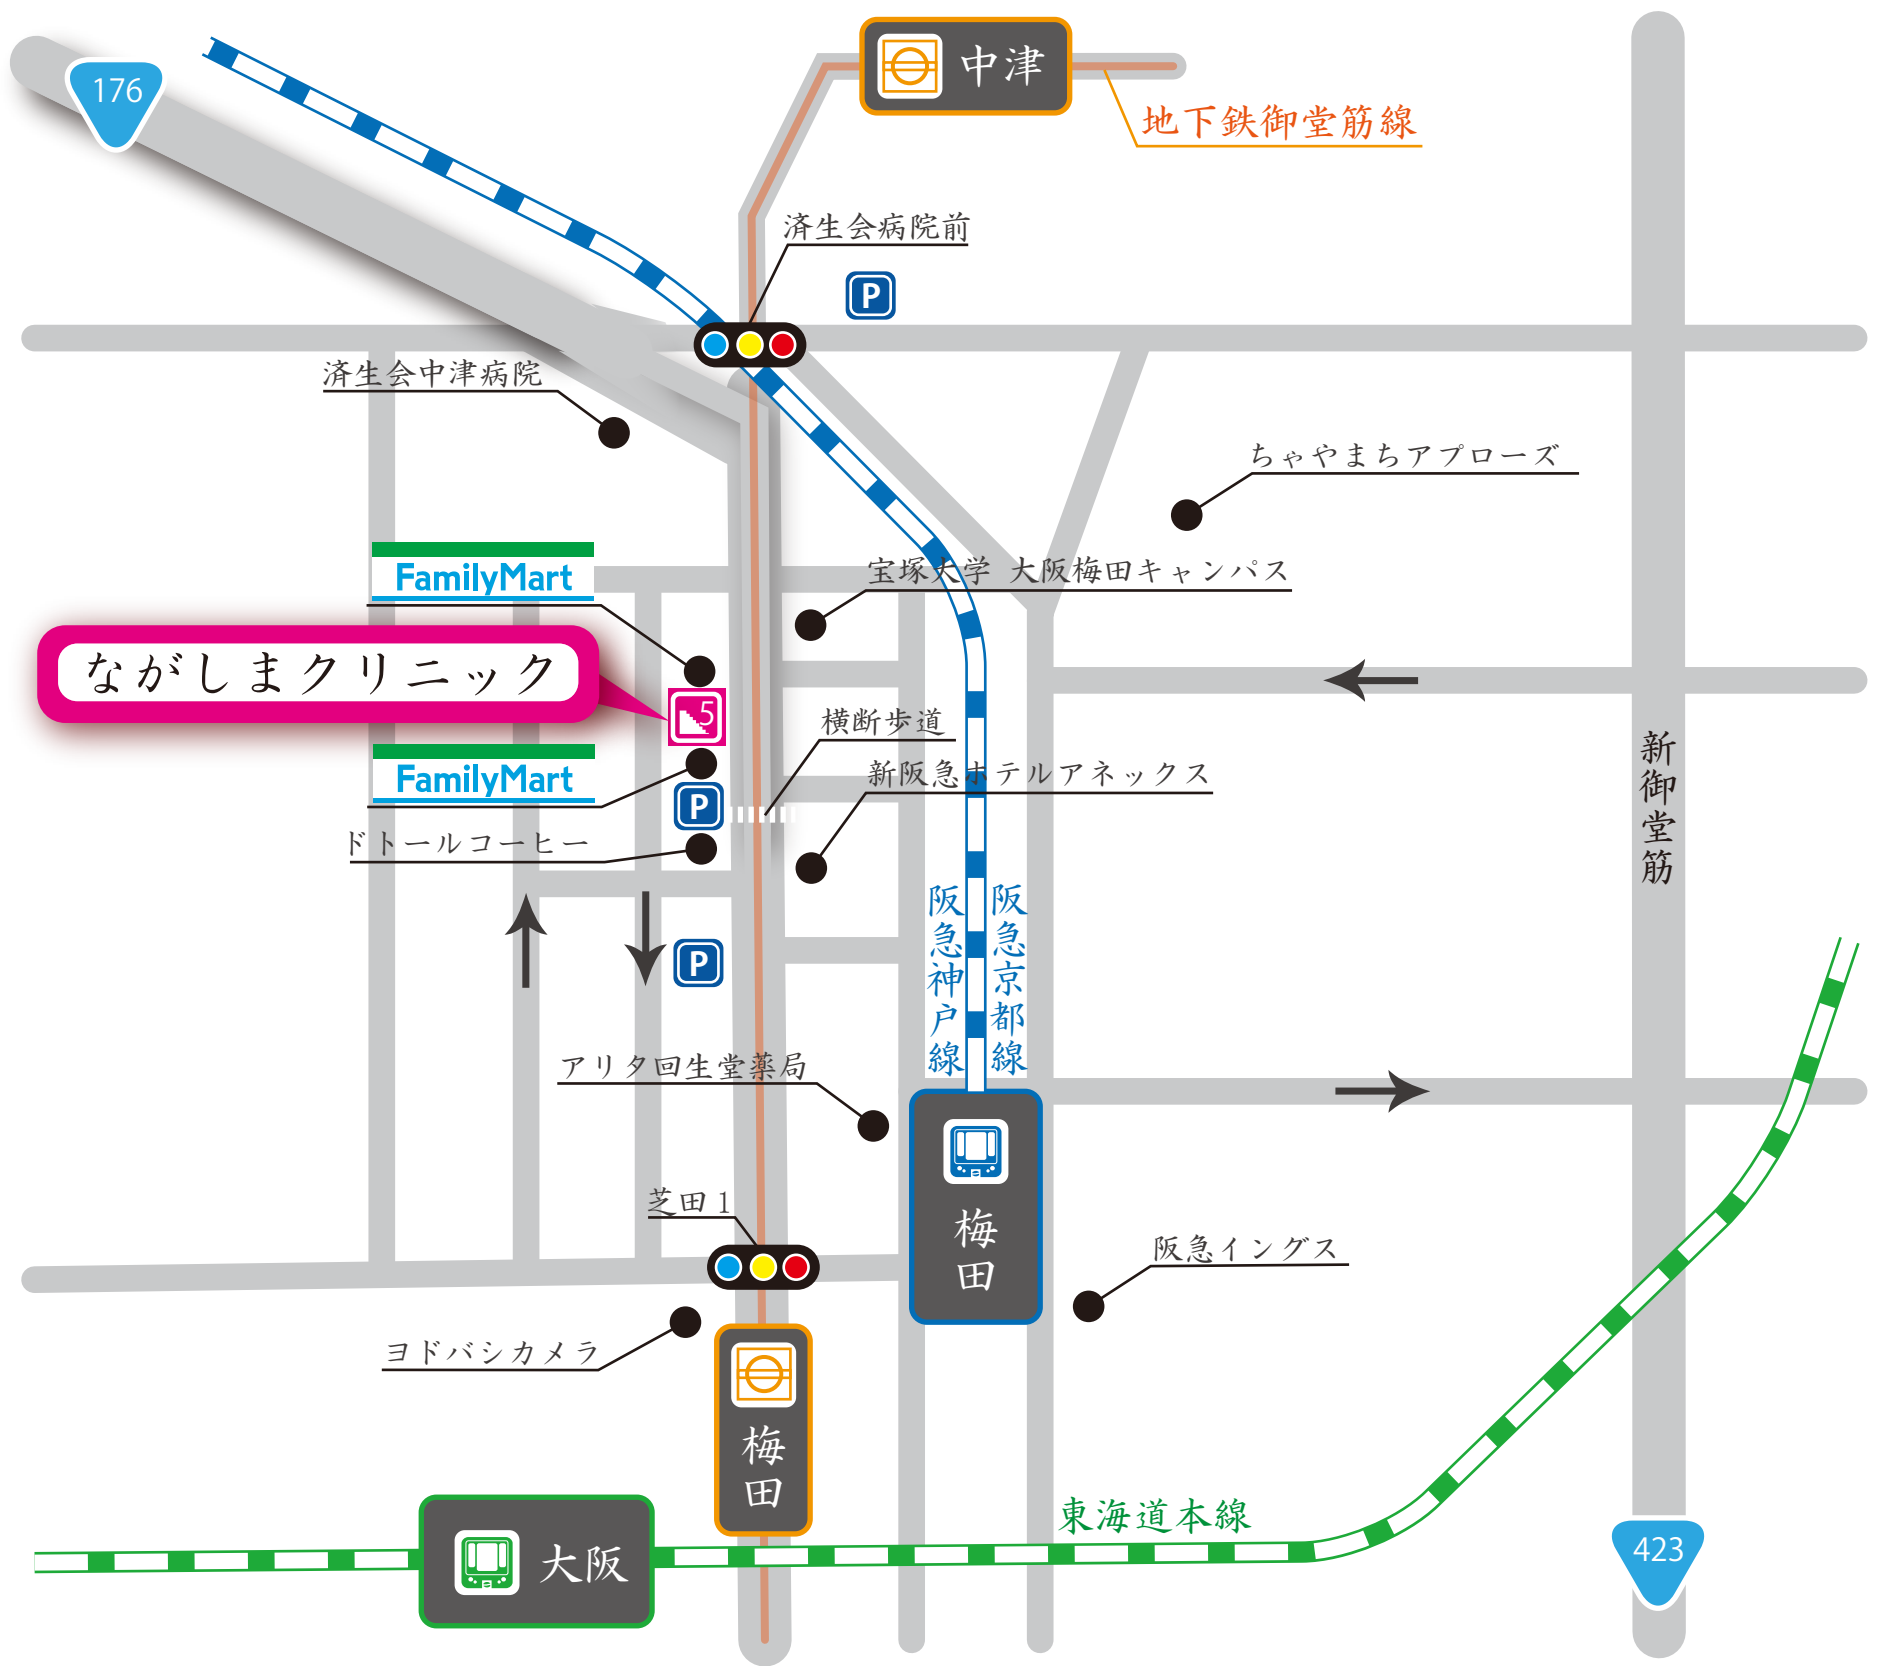 中津
176
地下鉄御堂筋線
済生会病院前
P
済生会中津病院
ちゃやまちアプローズ
FamilyMart
宝塚大学 大阪梅田キャンパス
ながしまクリニック
5
横断歩道
FamilyMart
新阪急ホテルアネックス
P
ドトールコーヒー
新御堂筋
阪急神戸線
阪急京都線
P
アリタ回生堂薬局
芝田1
梅田
阪急イングス
ヨドバシカメラ
梅田
東海道本線
大阪
423